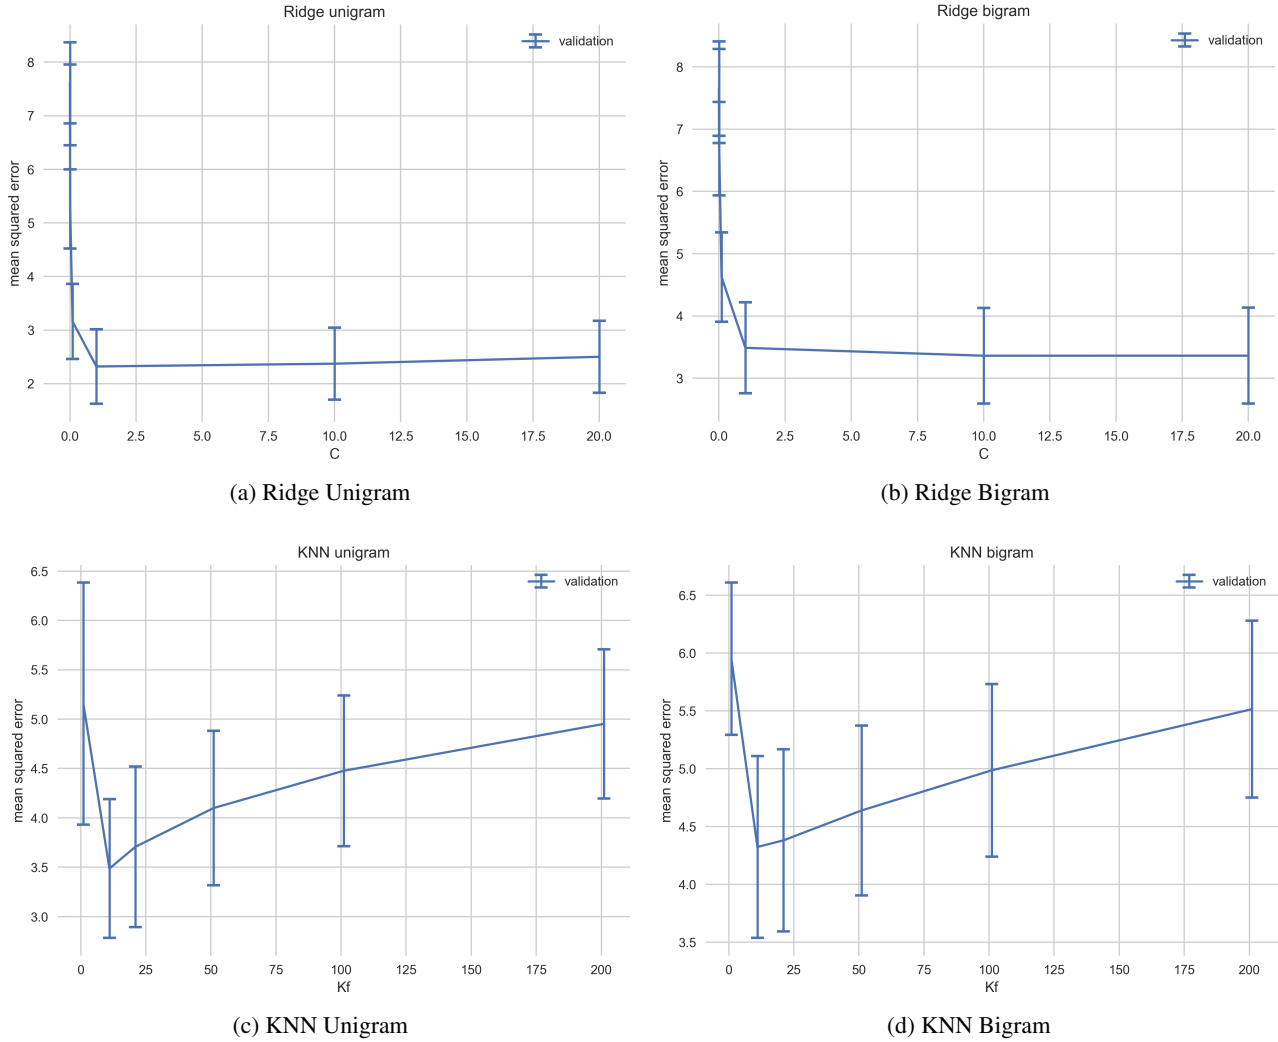 Ridge unigram
validation
mean squared error
8
7
6
5
4
3
2
0.0 2.5 5.0 7.5 10.0 12.5 15.0 17.5 20.0
C
(a) Ridge Unigram
Ridge bigram
validation
mean squared error
8
7
6
5
4
3
0.0 2.5 5.0 7.5 10.0 12.5 15.0 17.5 20.0
C
(b) Ridge Bigram
KNN unigram
validation
mean squared error
6.5
6.0
5.5
5.0
4.5
4.0
3.5
3.0
0 25 50 75 100 125 150 175 200
Kf
(c) KNN Unigram
KNN bigram
validation
mean squared error
6.5
6.0
5.5
5.0
4.5
4.0
3.5
0 25 50 75 100 125 150 175 200
Kf
(d) KNN Bigram